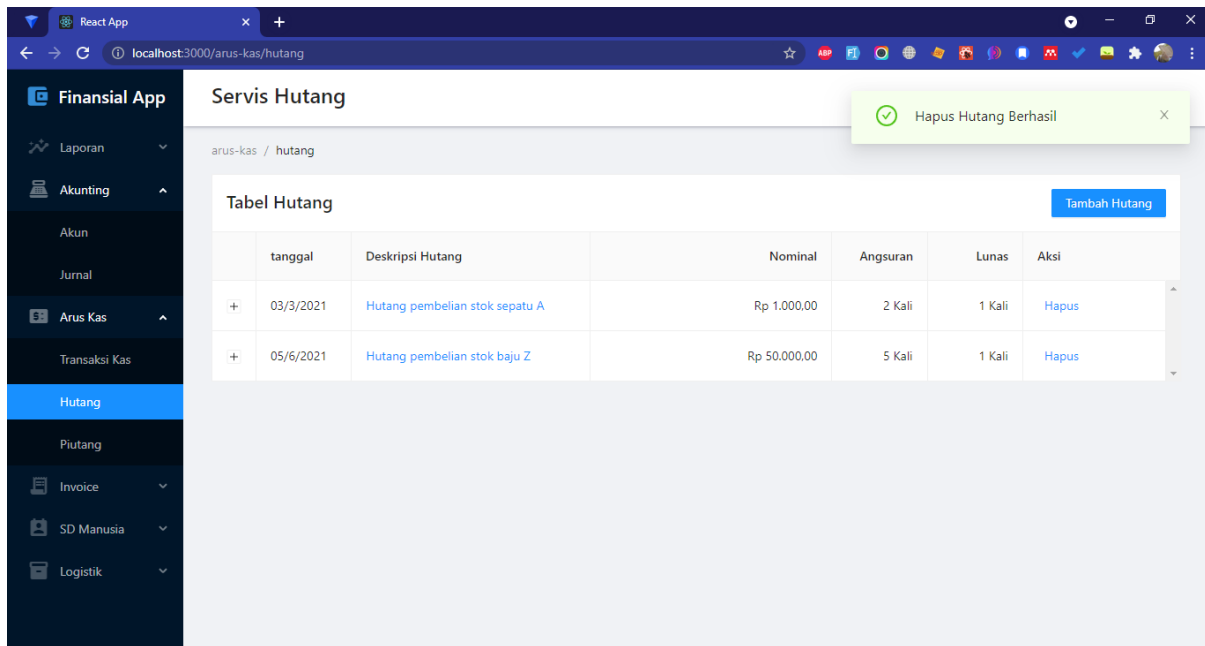 React App
localhost:3000/arus-kas/hutang
ABP
Finansial App
Laporan
Akunting
Akun
Jurnal
Arus Kas
Transaksi Kas
Hutang
Piutang
Invoice
SD Manusia
Logistik
Servis Hutang
Hapus Hutang Berhasil
arus-kas / hutang
Tabel Hutang
Tambah Hutang
tanggal Deskripsi Hutang Nominal Angsuran Lunas Aksi
03/3/2021 Hutang pembelian stok sepatu A Rp 1.000,00 2 Kali 1 Kali Hapus
05/6/2021 Hutang pembelian stok baju Z Rp 50.000,00 5 Kali 1 Kali Hapus